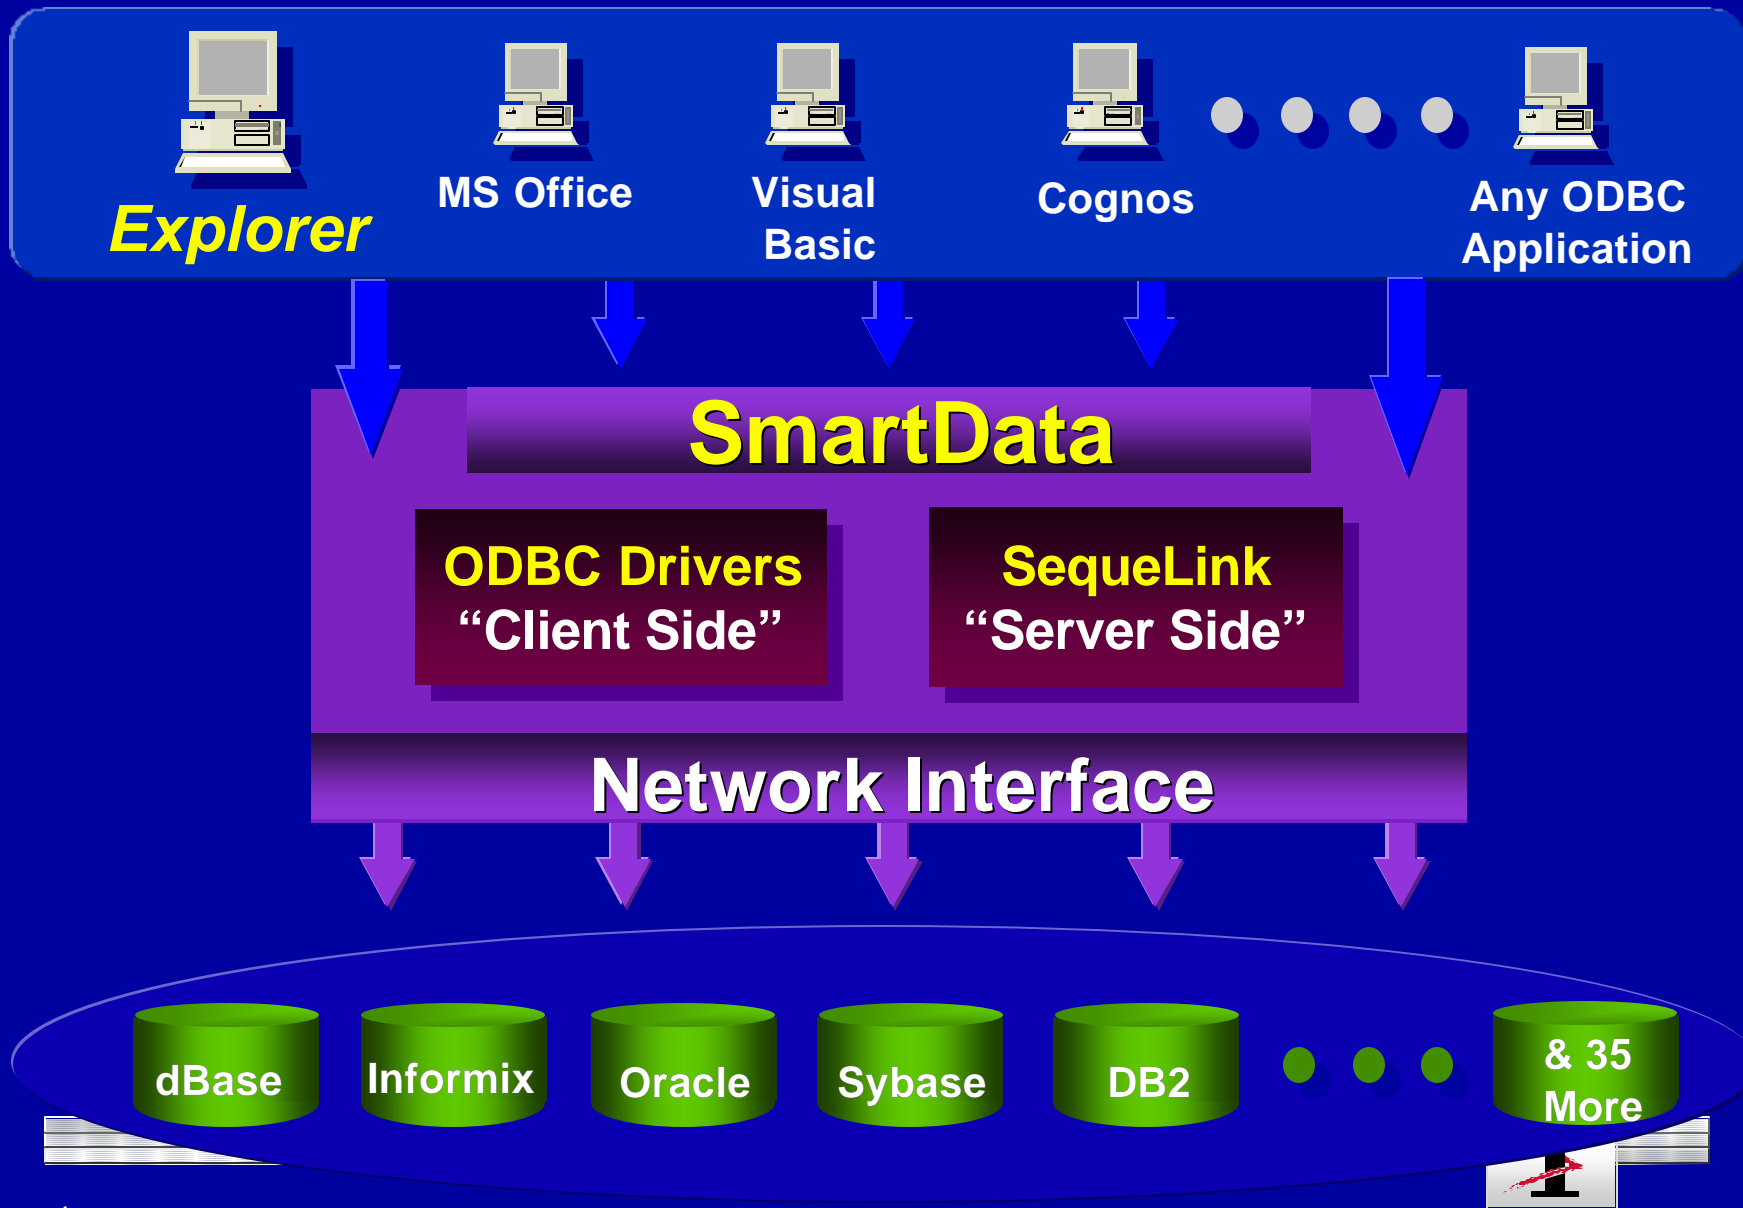 Explorer
MS Office
Visual
Basic
Cognos
Any ODBC
Application
SmartData
ODBC Drivers
“Client Side”
SequeLink
“Server Side”
Network Interface
dBase
Informix
Oracle
Sybase
DB2
& 35
More